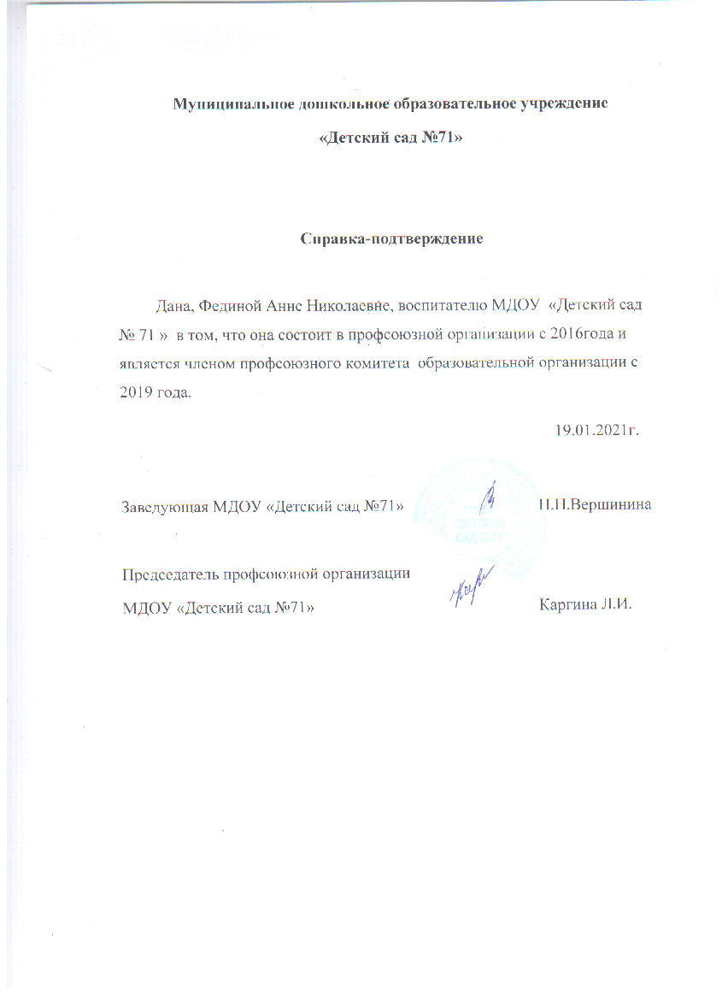 Муниципальное дошкольное образовательное учреждение
«Детский сад №71»
Справка-подтверждение
Дана, Фединой Анне Николаевне, воспитателю МДОУ «Детский сад
№ 71 » в том, что она состоит в профсоюзной организации с 2016года и
является членом профсоюзного комитета образовательной организации с
2019 года.
19.01.2021г.
Заведующая МДОУ «Детский сад №71» Н.Н.Вершинина
"ДЕТСКИЙ
САД №71"
Председатель профсоюзной организации
МДОУ «Детский сад №71» Каргина Л.И.